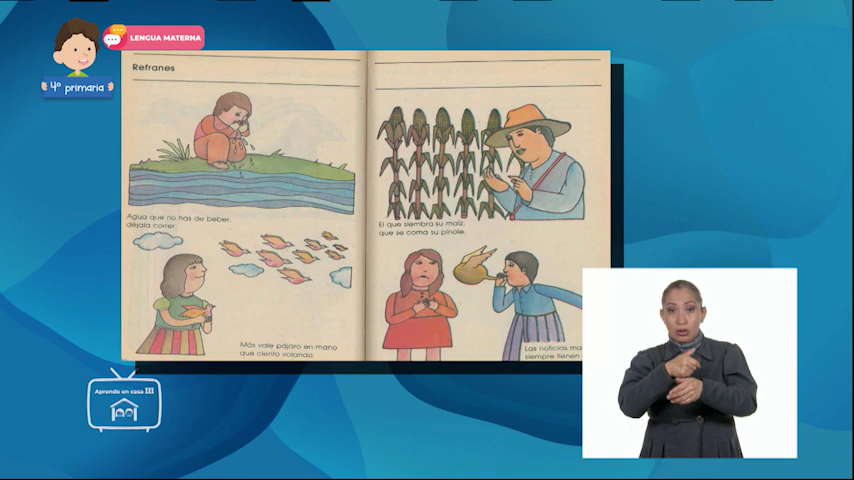 LENGUA MATERNA
4º primaria
Refranes
Agua que no has de beber,
déjala correr.
El que siembra su maíz,
que se coma su pinole.
Más vale pájaro en mano
que ciento volando.
Las noticias
siempre tienen
Aprende en casa III